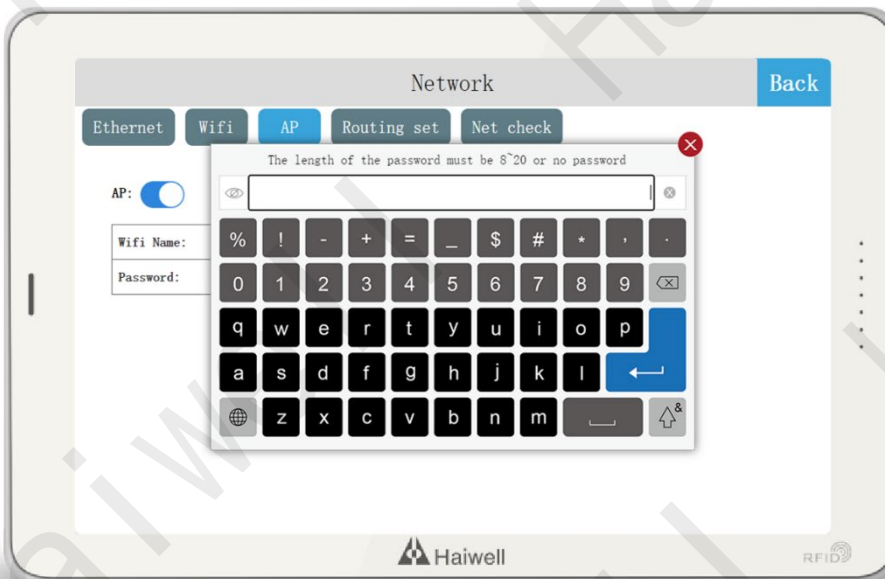 Network
Back
Ethernet Wifi AP Routing set Net check
The length of the password must be 8~20 or no password
AP:
Wifi Name:
Password:
% ! - + = _ $ # * , .
0 1 2 3 4 5 6 7 8 9
q w e r t y u i o p
a s d f g h j k l
z x c v b n m &
Haiwell
RFID